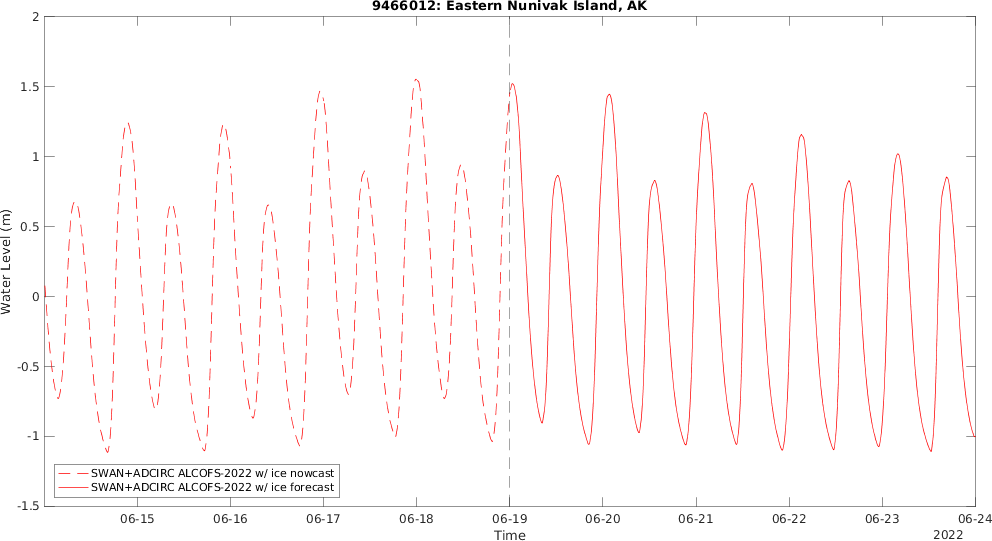 9466012: Eastern Nunivak Island, AK
2
1.5
1
0.5
0
-0.5
-1
-1.5
Water Level (m)
SWAN+ADCIRC ALCOFS-2022 w/ ice nowcast
SWAN+ADCIRC ALCOFS-2022 w/ ice forecast
06-15 06-16 06-17 06-18 06-19 06-20 06-21 06-22 06-23 06-24
Time
2022